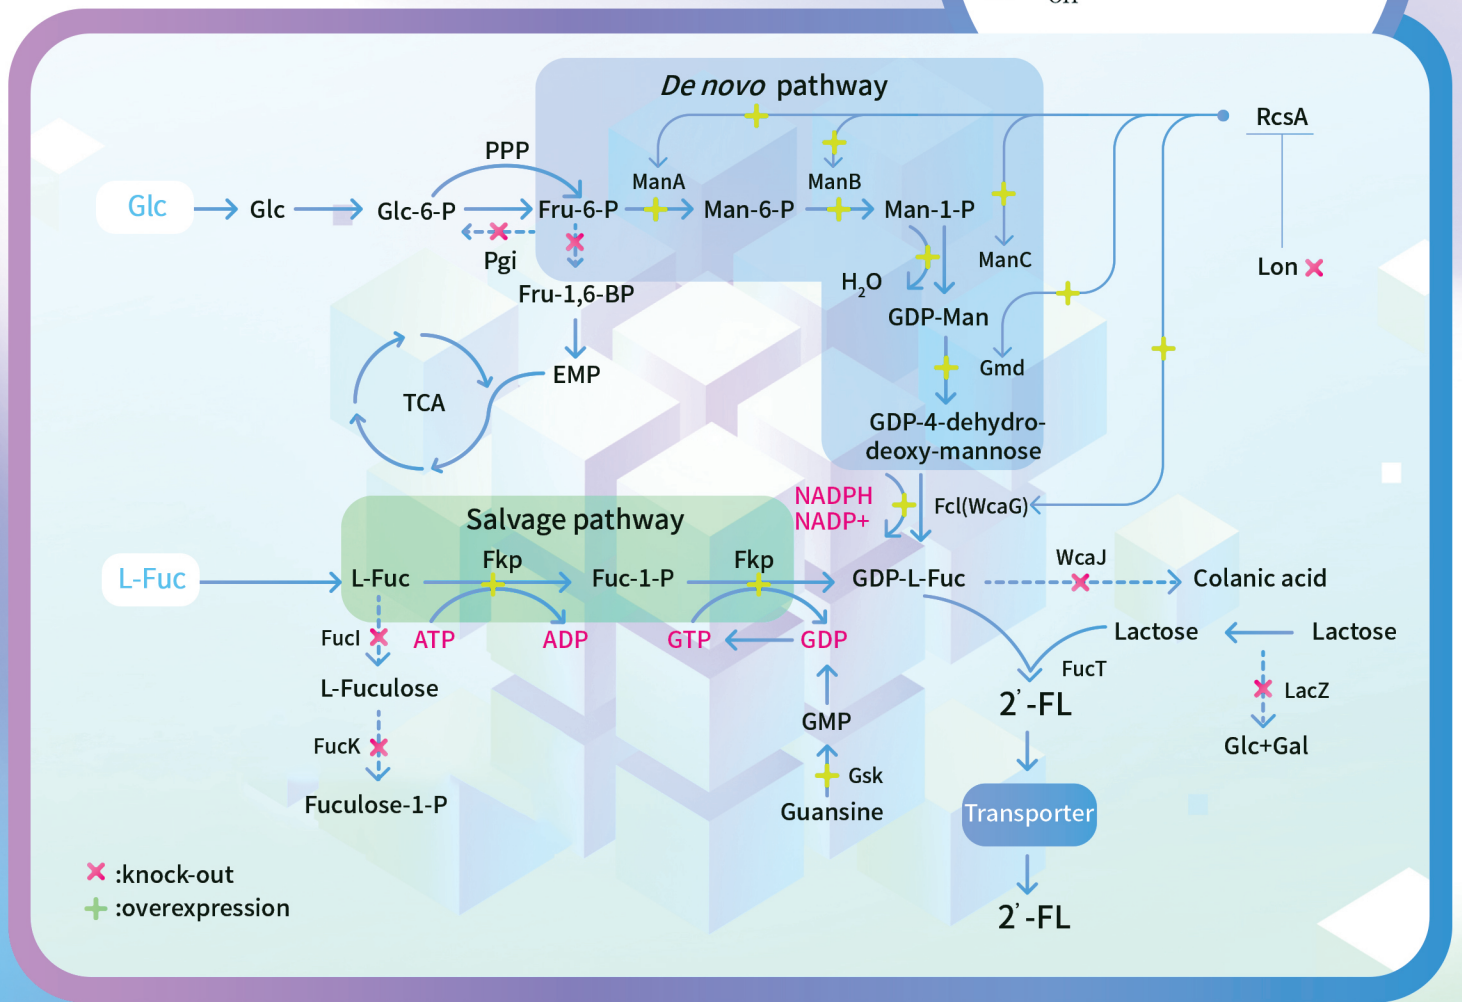 De novo pathway
RcsA
PPP
ManA
ManB
Glc
Glc
Glc-6-P
Fru-6-P
Man-6-P
Man-1-P
Pgi
ManC
Lon
H2O
Fru-1,6-BP
GDP-Man
EMP
Gmd
TCA
GDP-4-dehydro-
deoxy-mannose
NADPH
NADP+
Fcl(WcaG)
Salvage pathway
Fkp
Fkp
WcaJ
L-Fuc
L-Fuc
Fuc-1-P
GDP-L-Fuc
Colanic acid
FucI
ATP
ADP
GTP
GDP
Lactose
Lactose
FucT
L-Fuculose
2’-FL
LacZ
GMP
FucK
Glc+Gal
Gsk
Fuculose-1-P
Guansine
Transporter
:knock-out
:overexpression
2’-FL